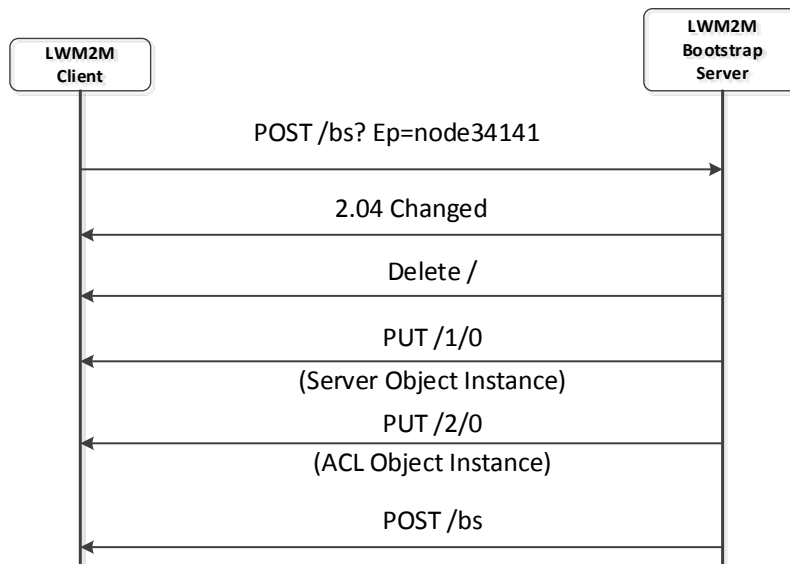 LWM2M
Client
LWM2M
Bootstrap
Server
POST /bs? Ep=node34141
2.04 Changed
Delete /
PUT /1/0
(Server Object Instance)
PUT /2/0
(ACL Object Instance)
POST /bs